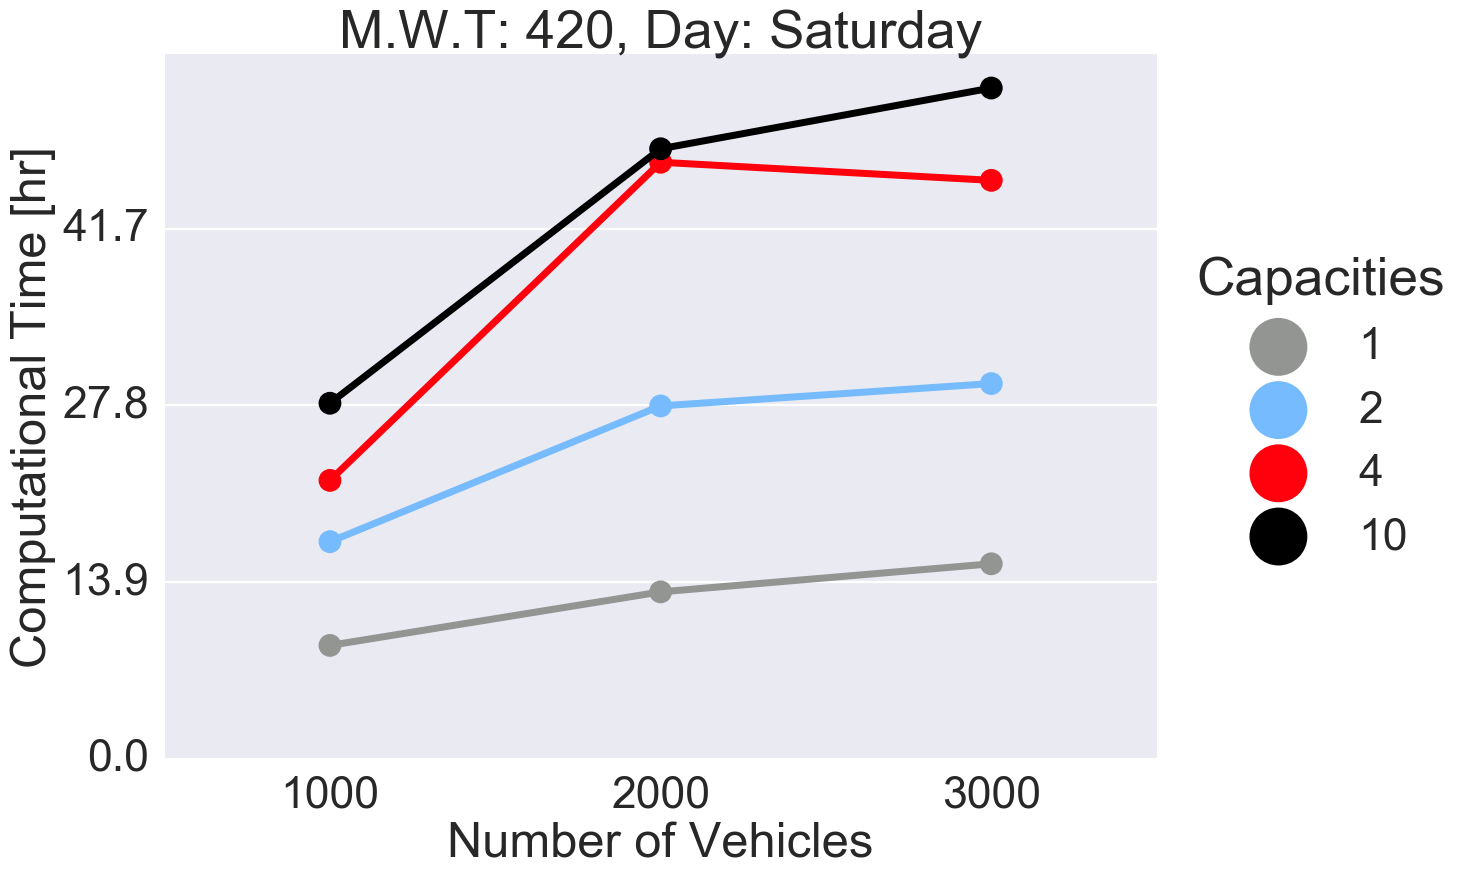 M.W.T: 420, Day: Saturday
Computational Time [hr]
41.7
27.8
13.9
0.0
1000 2000 3000
Number of Vehicles
Capacities
1
2
4
10